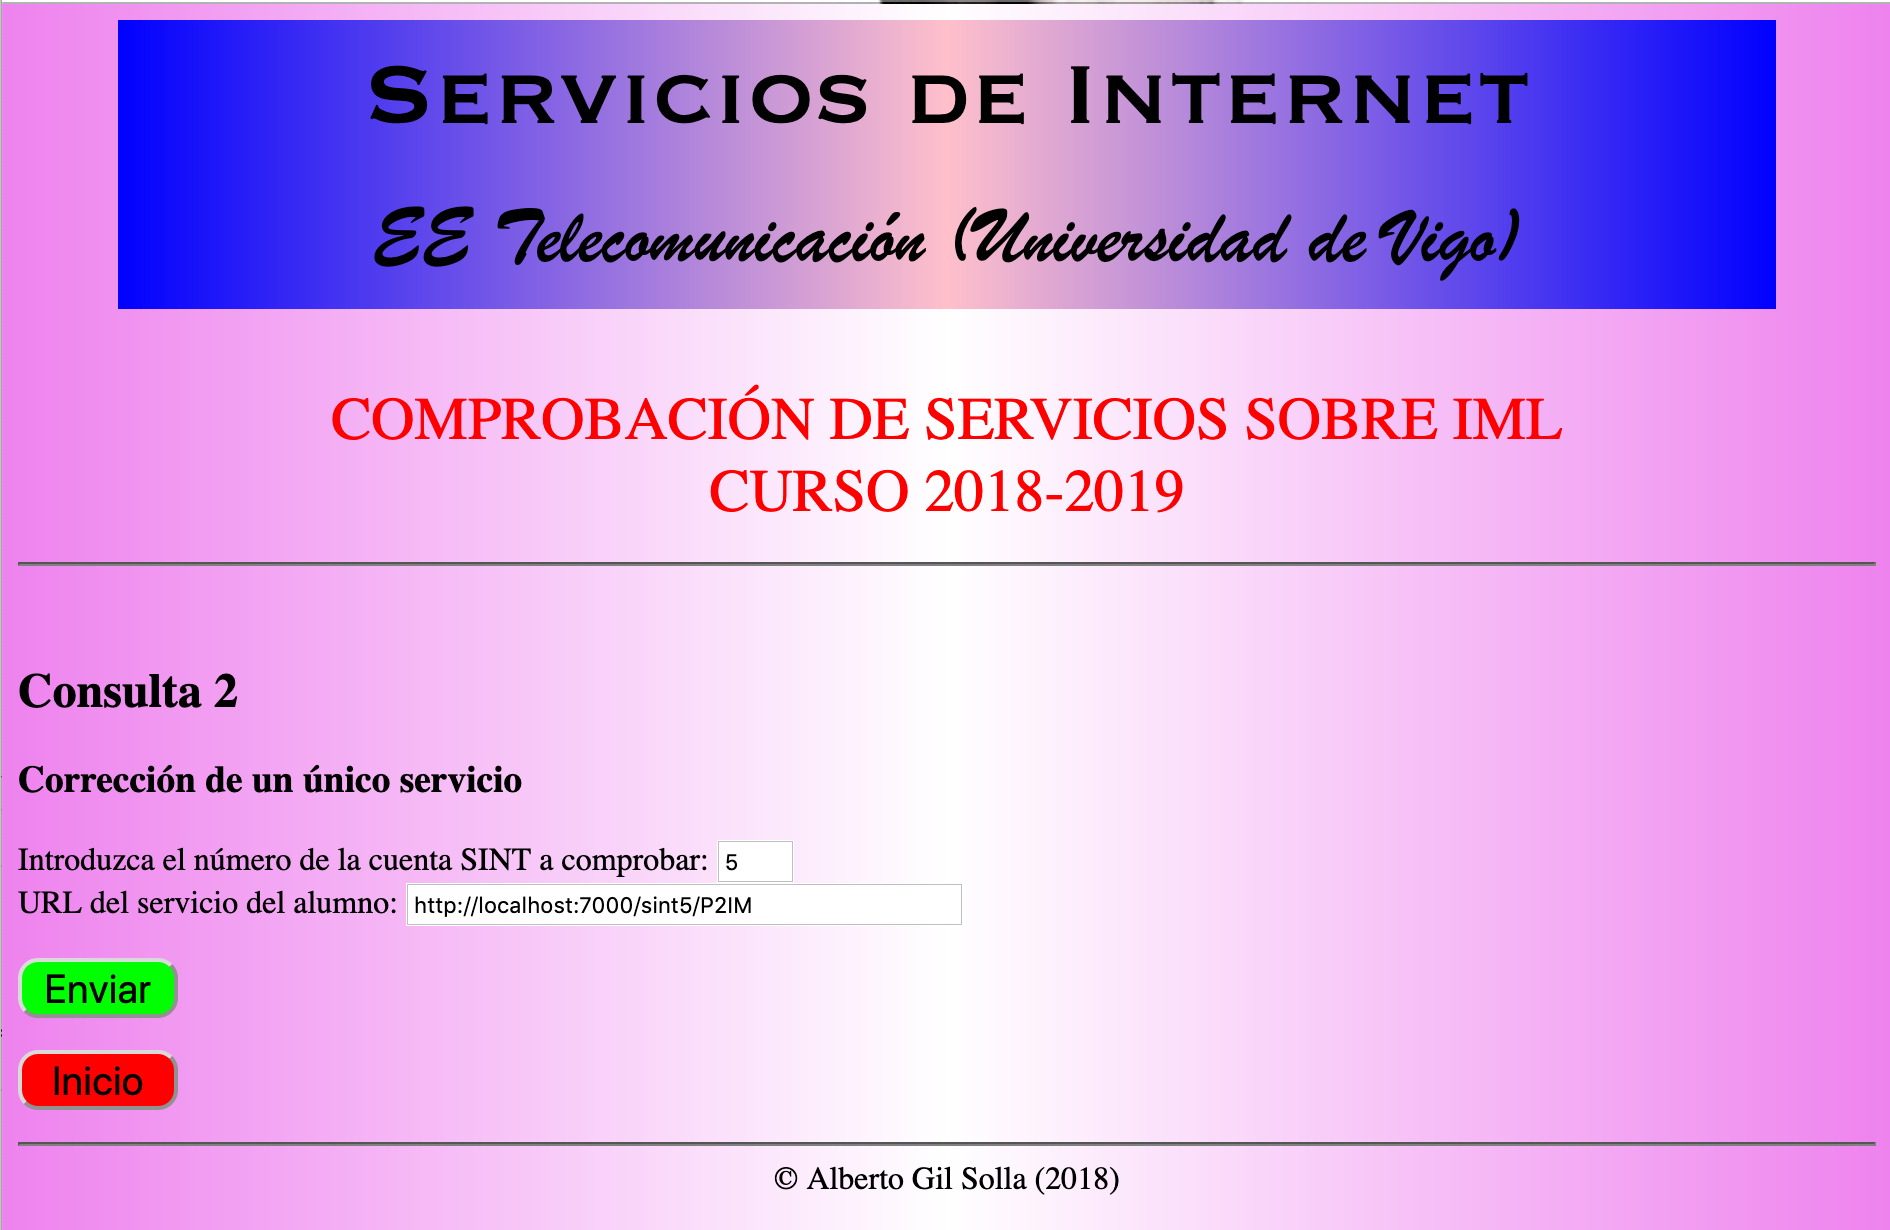 Servicios de Internet
EE Telecomunicación (Universidad de Vigo)
COMPROBACIÓN DE SERVICIOS SOBRE IML
CURSO 2018-2019
Consulta 2
Corrección de un único servicio
Introduzca el número de la cuenta SINT a comprobar: 5
URL del servicio del alumno: http://localhost:7000/sint5/P2IM
Enviar
Inicio
© Alberto Gil Solla (2018)